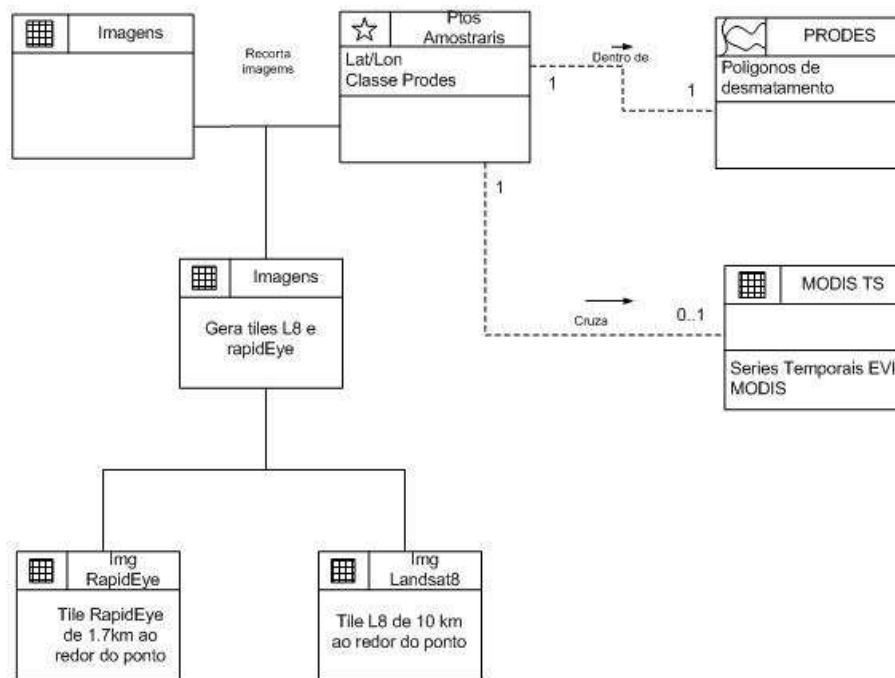 Imagens
Recorta
imagems
Ptos
Amostraris
Lat/Lon
Classe Prodes
Dentro de
1
1
PRODES
Poligonos de
desmatamento
1
Imagens
Gera tiles L8 e
rapidEye
Cruza
0..1
MODIS TS
Series Temporais EVI
MODIS
Img
RapidEye
Tile RapidEye
de 1.7km ao
redor do ponto
Img
Landsat8
Tile L8 de 10 km
ao redor do ponto